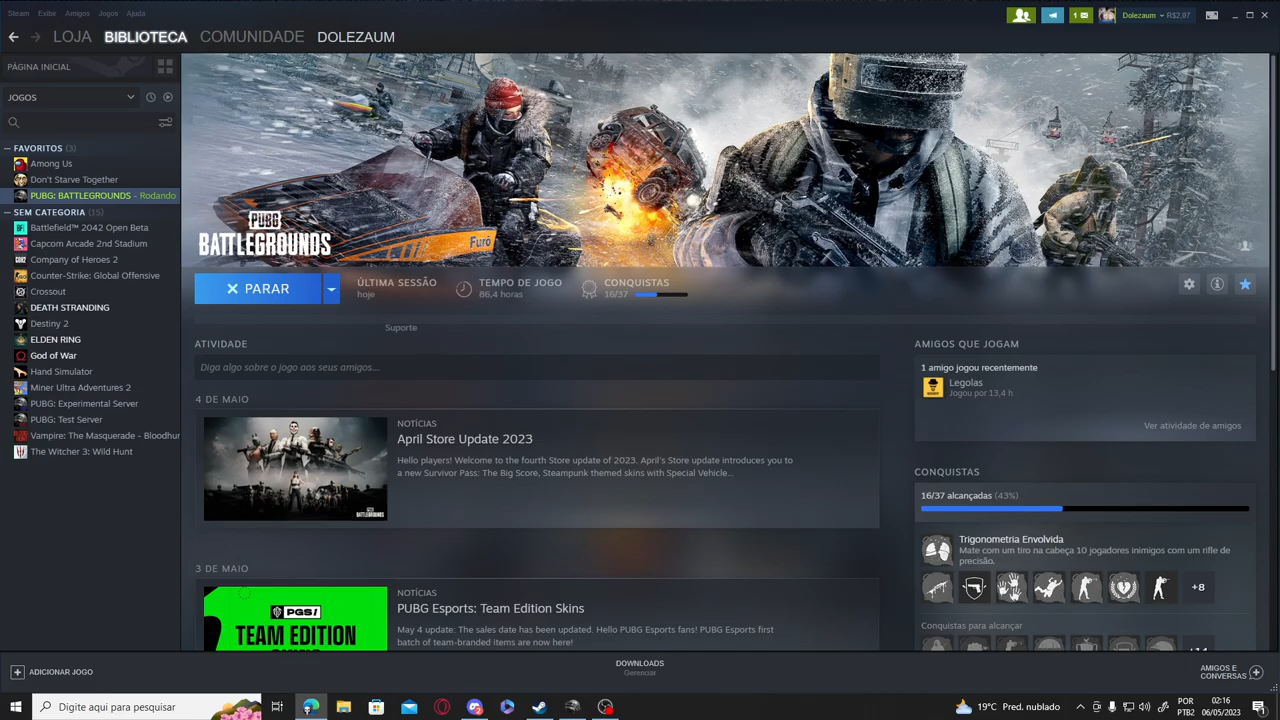 Steam Exibir Amigos Jogos Ajuda
1
Dolezaum R$2,87
LOJA BIBLIOTECA COMUNIDADE DOLEZAUM
PÁGINA INICIAL
JOGOS
FAVORITOS (3)
Among Us
Don't Starve Together
PUBG: BATTLEGROUNDS - Rodando
SEM CATEGORIA (15)
Battlefield™ 2042 Open Beta
Capcom Arcade 2nd Stadium
Company of Heroes 2
Counter-Strike: Global Offensive
Crossout
DEATH STRANDING
Destiny 2
ELDEN RING
God of War
Hand Simulator
Miner Ultra Adventures 2
PUBG: Experimental Server
PUBG: Test Server
Vampire: The Masquerade - Bloodhun
The Witcher 3: Wild Hunt
PUBG
BATTLEGROUNDS
Furó
PARAR
ÚLTIMA SESSÃO
hoje
TEMPO DE JOGO
86,4 horas
CONQUISTAS
16/37
Suporte
ATIVIDADE
Diga algo sobre o jogo aos seus amigos...
4 DE MAIO
NOTÍCIAS
April Store Update 2023
Hello players! Welcome to the fourth Store update of 2023. April's Store update introduces you to
a new Survivor Pass: The Big Score, Steampunk themed skins with Special Vehicle...
BATTLEGROUNDS
3 DE MAIO
PGS1
TEAM EDITION
NOTÍCIAS
PUBG Esports: Team Edition Skins
May 4 update: The sales date has been updated. Hello PUBG Esports fans! PUBG Esports first
batch of team-branded items are now here!
AMIGOS QUE JOGAM
1 amigo jogou recentemente
Legolas
Jogou por 13,4 h
Ver atividade de amigos
CONQUISTAS
16/37 alcançadas (43%)
Trigonometria Envolvida
Mate com um tiro na cabeça 10 jogadores inimigos com um rifle de
precisão.
+8
Conquistas para alcançar
+14
ADICIONAR JOGO
DOWNLOADS
Gerenciar
AMIGOS E
CONVERSAS
Digite aqui para pesquisar
19°C Pred. nublado
POR
PTB2
02:16
06/05/2023